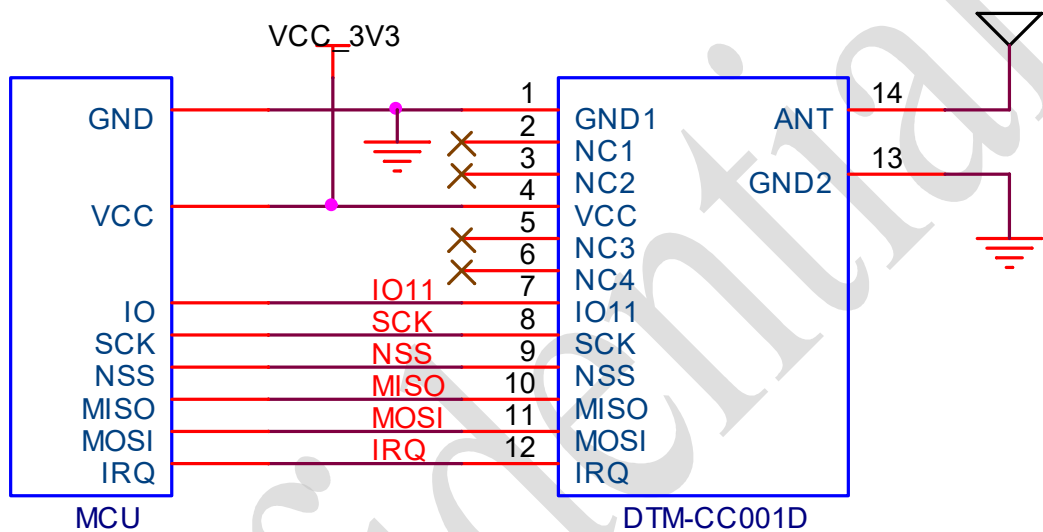 VCC_3V3
GND
1
GND1
ANT
14
2
NC1
3
NC2
GND2
13
VCC
4
VCC
5
NC3
6
NC4
IO
IO11
7
IO11
SCK
SCK
8
SCK
NSS
NSS
9
NSS
MISO
MISO
10
MISO
MOSI
MOSI
11
MOSI
IRQ
IRQ
12
IRQ
MCU
DTM-CC001D